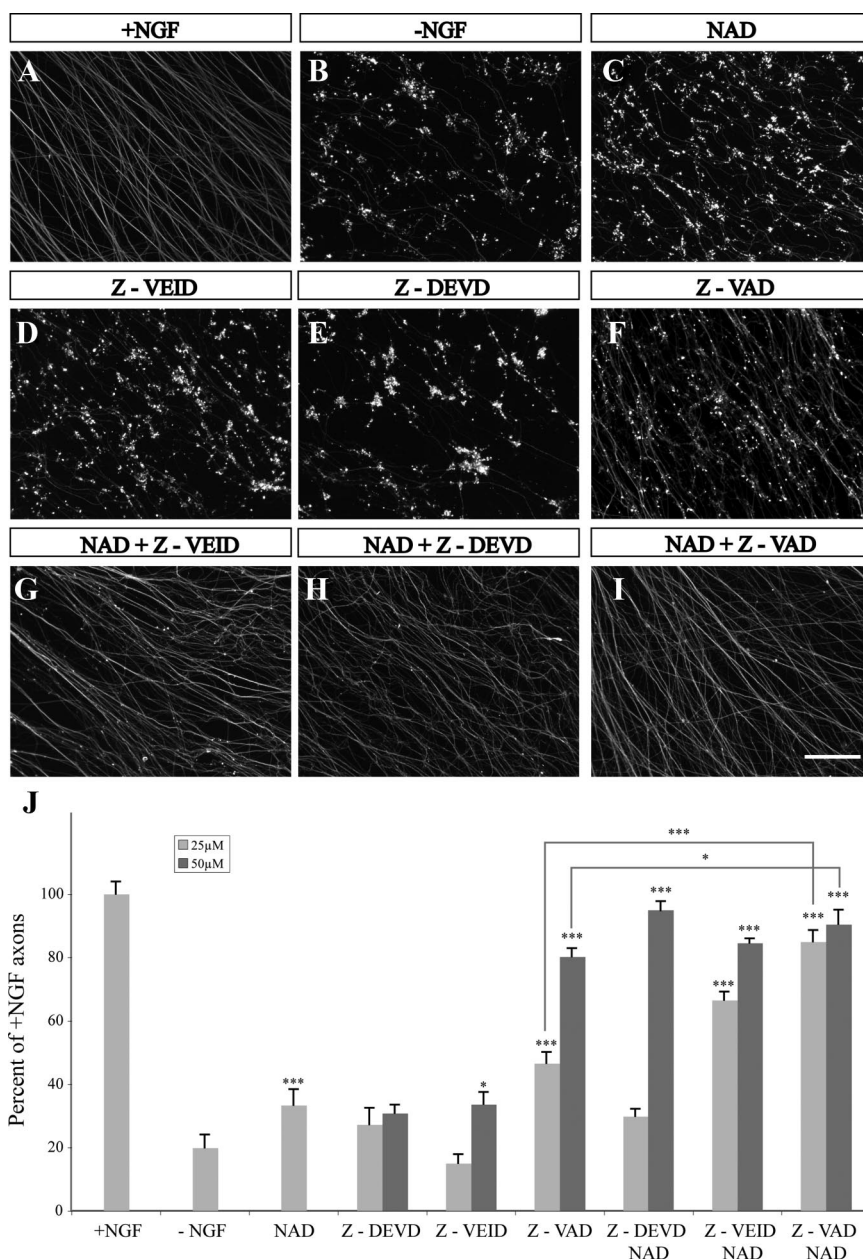 +NGF -NGF NAD
A B C
Z - VEID Z - DEVD Z - VAD
D E F
NAD + Z - VEID NAD + Z - DEVD NAD + Z - VAD
G H I
J
25µM
50µM
Percent of +NGF axons
100
80
60
40
20
0
***
*
***
*** ***
*** ***
***
***
***
*
***
+NGF - NGF NAD Z - DEVD Z - VEID Z - VAD Z - DEVD Z - VEID Z - VAD
NAD NAD NAD